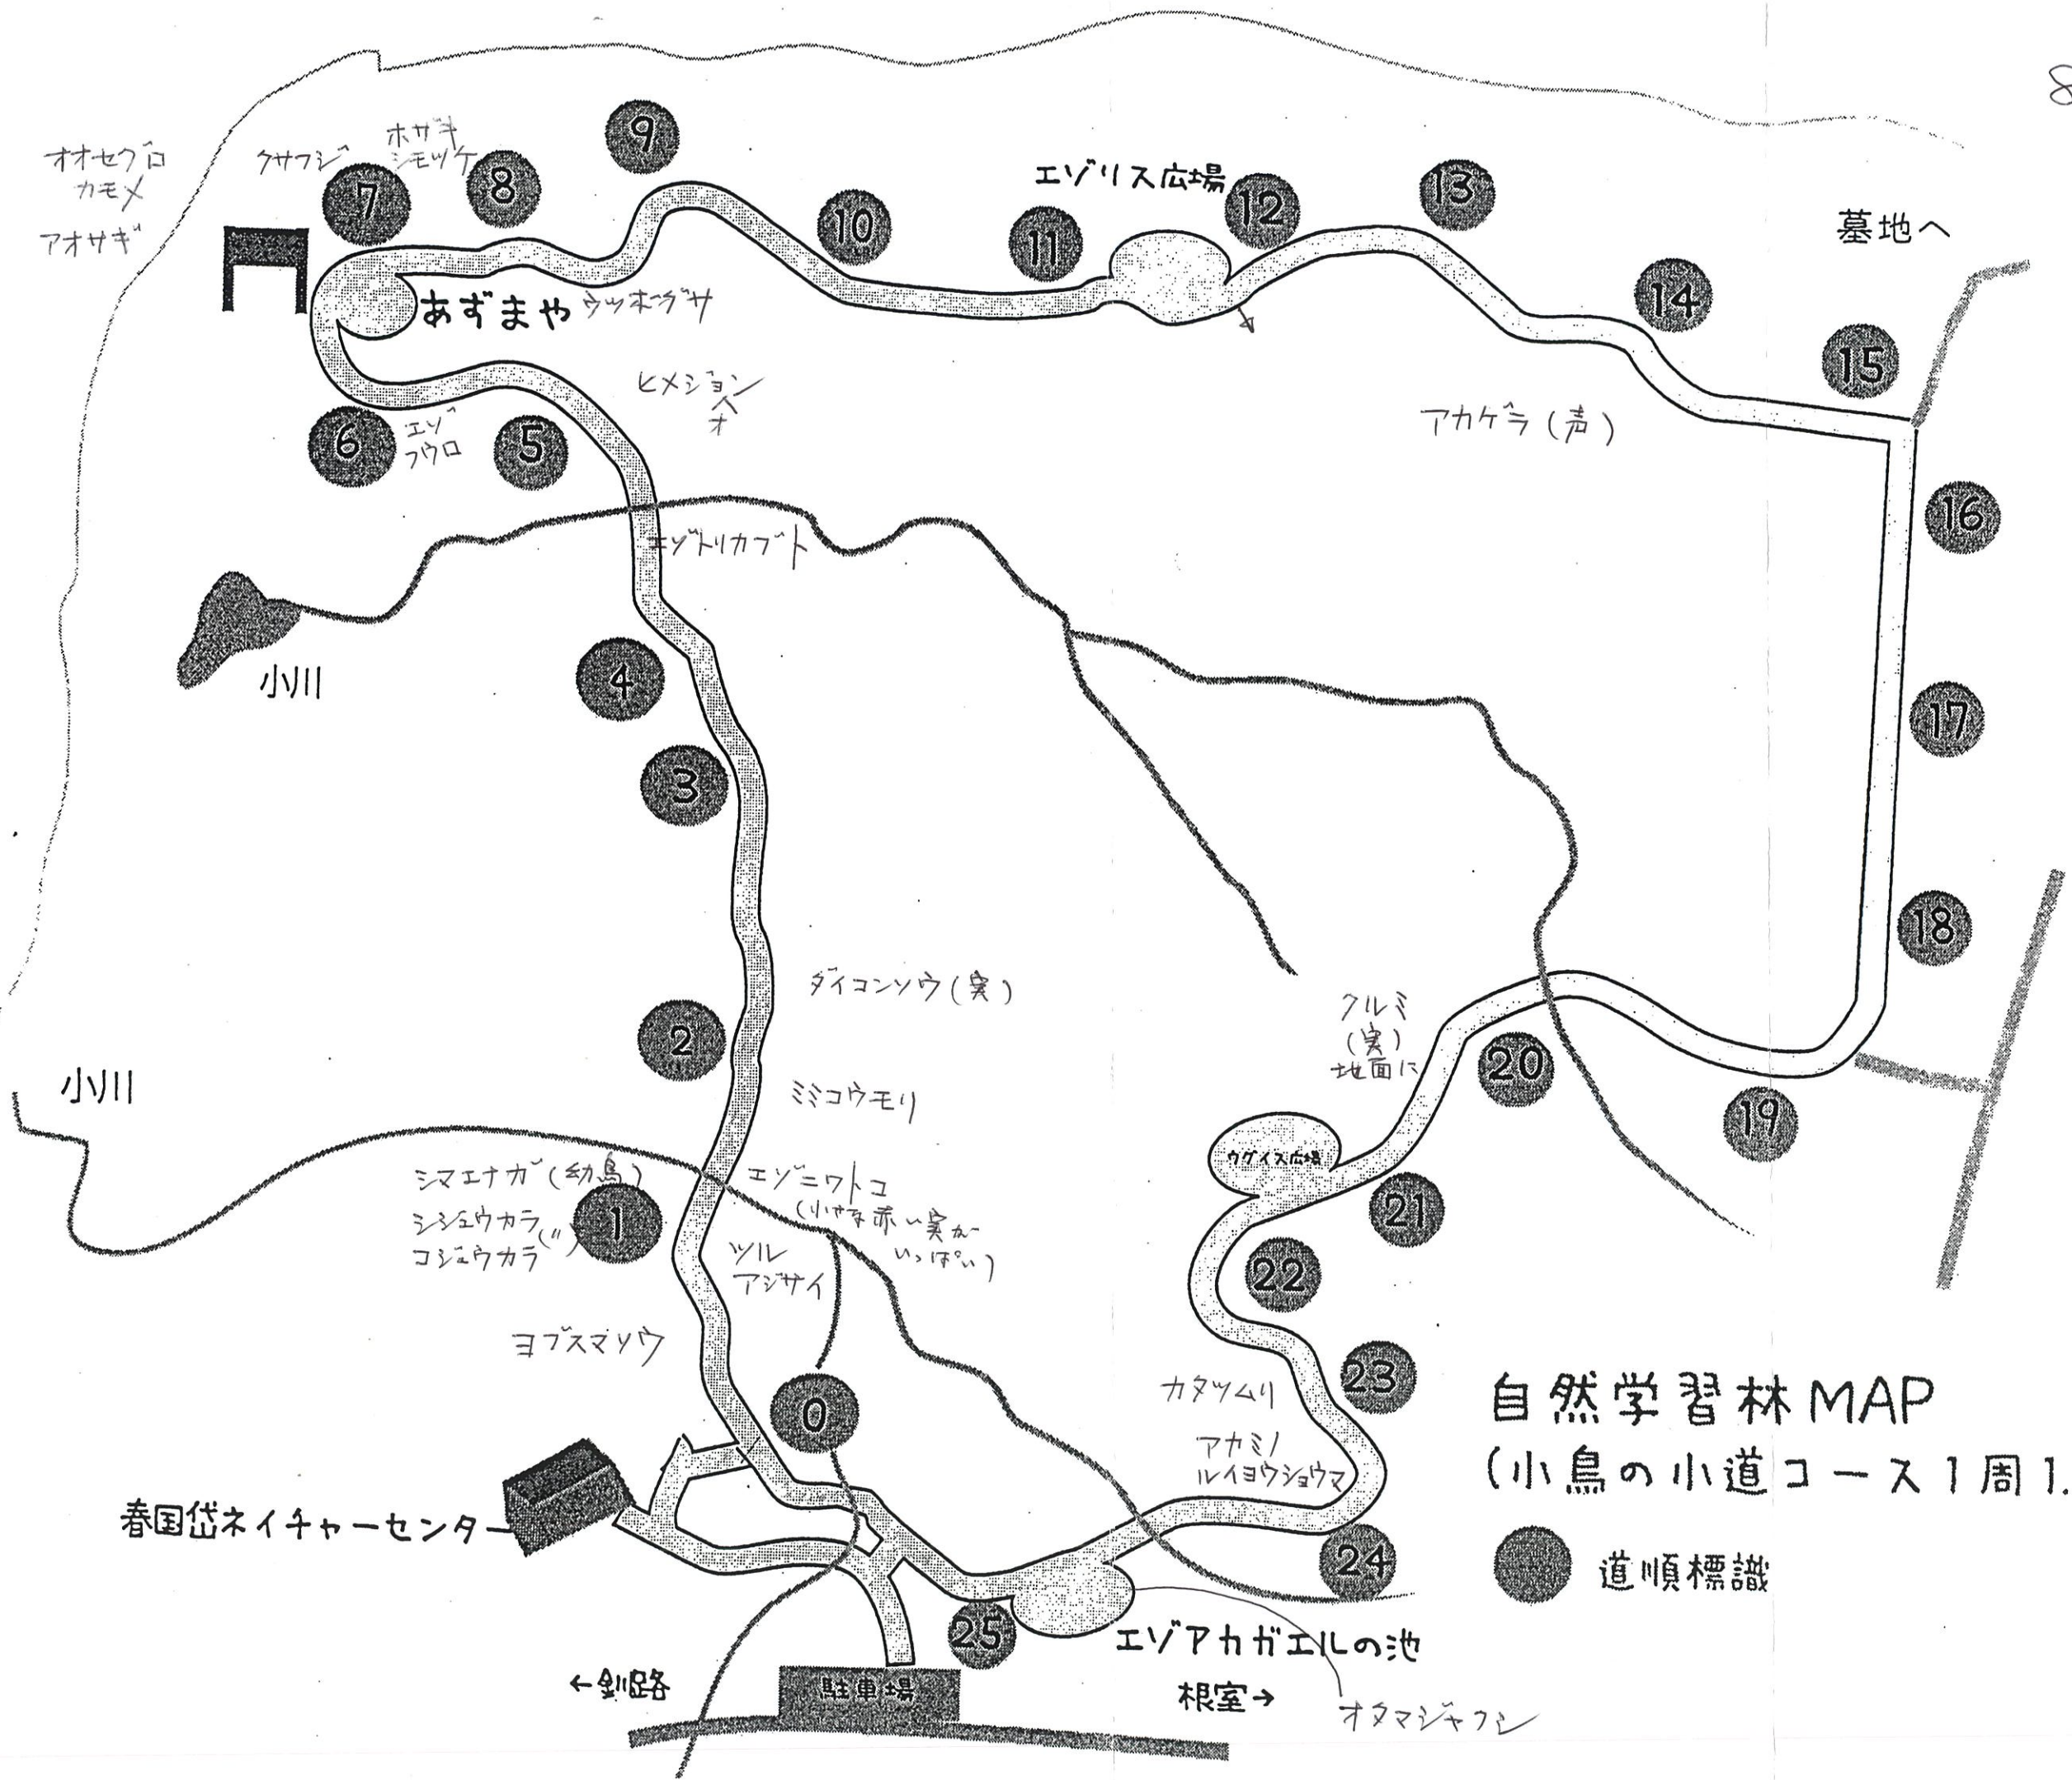 8
9
ホザキ
シモツケ
オオセグロ
カモメ
アオサギ
クサフジ
7
8
エゾリス広場
12
13
10
11
墓地へ
14
15
あずまや
ウツボグサ
ヒメジョン
オ
アカゲラ(声)
6
エゾ
フウロ
5
16
エゾトリカブト
小川
4
17
3
18
ダイコンソウ(実)
2
クルミ
(実)
地面に
20
小川
ミミコウモリ
19
ウグイス広場
シマエナガ(幼鳥)
シジュウカラ(〃)
コジュウカラ
1
エゾニワトコ
(小さな赤い実が
いっぱい)
21
ツル
アジサイ
22
ヨブスマソウ
23
カタツムリ
0
アカミノ
ルイヨウショウマ
自然学習林MAP
(小鳥の小道コース1周1.
春国岱ネイチャーセンター
24
道順標識
25
エゾアカガエルの池
←釧路
駐車場
根室→
オタマジャクシ